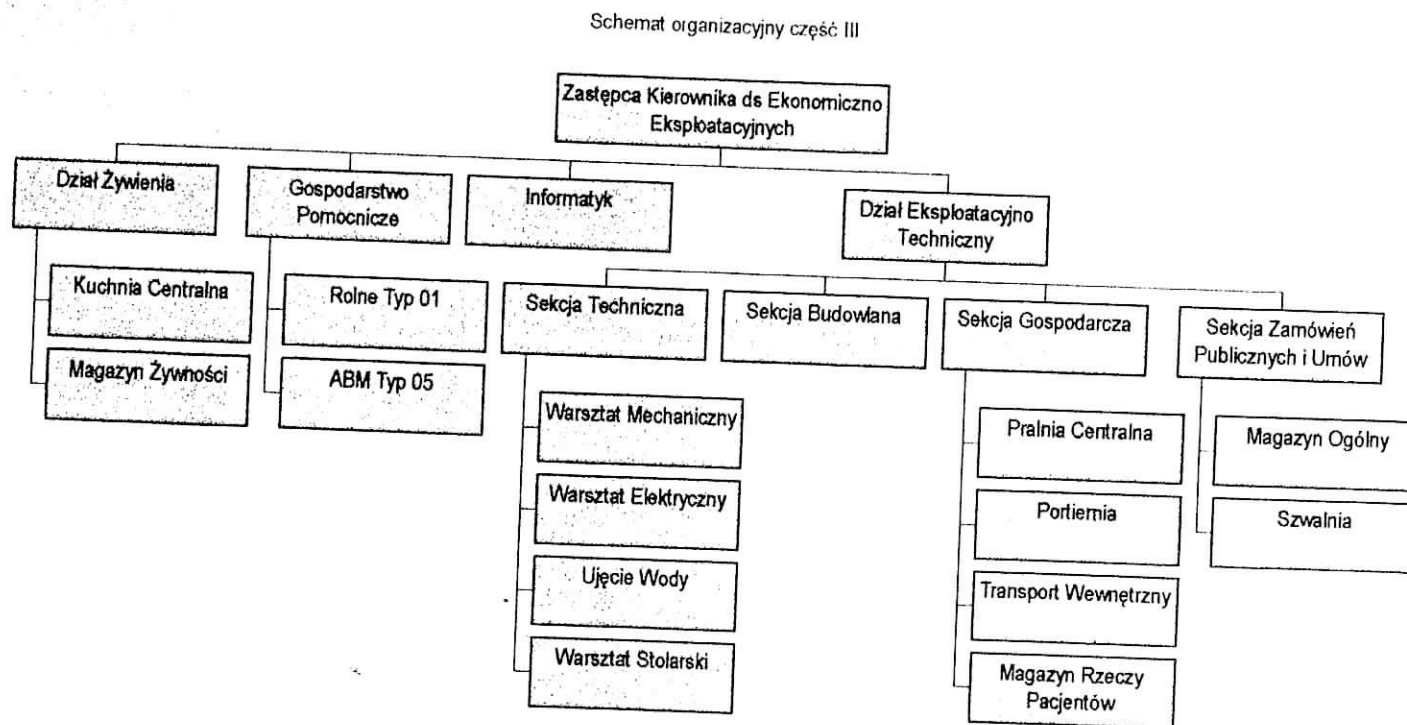 Schemat organizacyjny część III
Zastępca Kierownika ds Ekonomiczno
Eksploatacyjnych
Dział Żywienia
Gospodarstwo
Pomocnicze
Informatyk
Dział Eksploatacyjno
Techniczny
Kuchnia Centralna
Magazyn Żywności
Rolne Typ 01
ABM Typ 05
Sekcja Techniczna
Sekcja Budowlana
Sekcja Gospodarcza
Sekcja Zamówień
Publicznych i Umów
Warsztat Mechaniczny
Warsztat Elektryczny
Ujęcie Wody
Warsztat Stolarski
Pralnia Centralna
Portiernia
Transport Wewnętrzny
Magazyn Rzeczy
Pacjentów
Magazyn Ogólny
Szwalnia